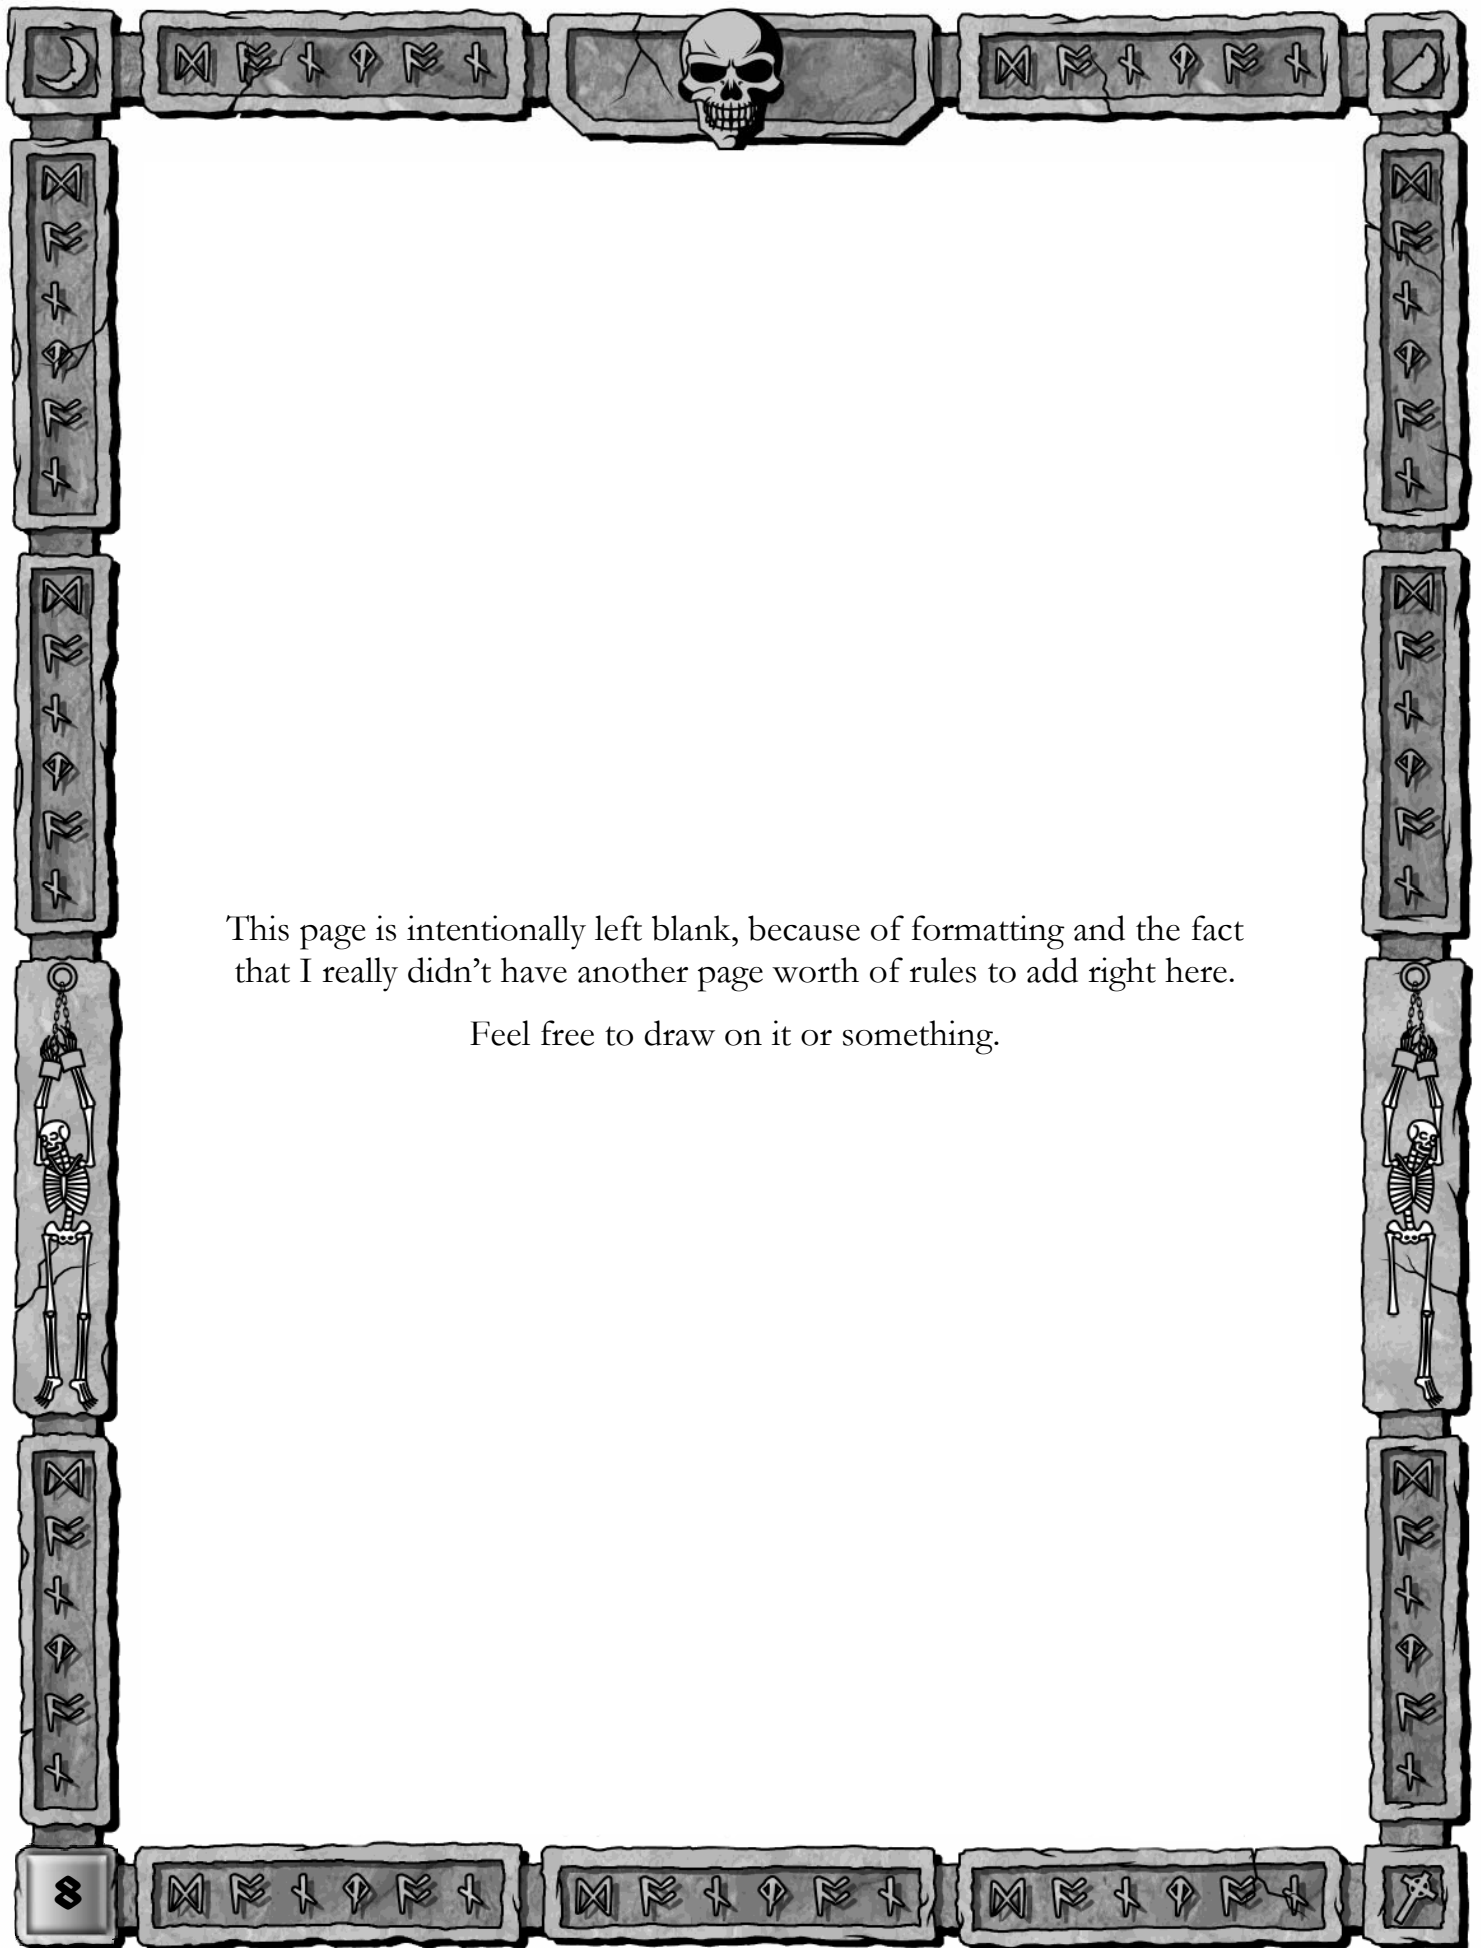 This page is intentionally left blank, because of formatting and the fact
that I really didn’t have another page worth of rules to add right here.
Feel free to draw on it or something.
8